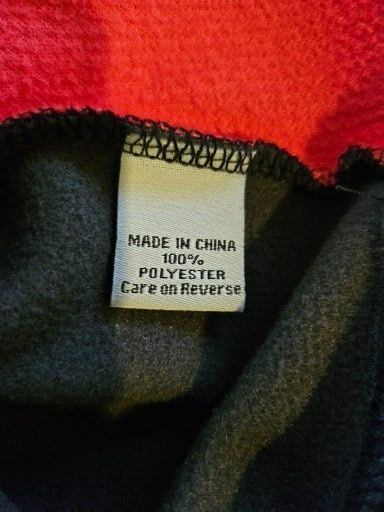 MADE IN CHINA
100%
POLYESTER
Care on Reverse